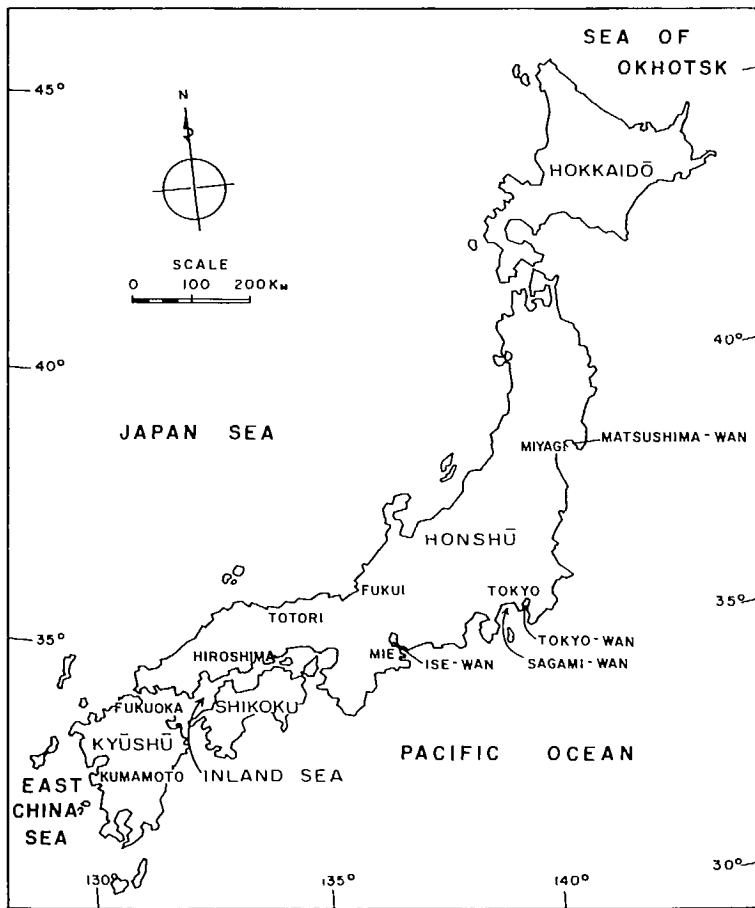 SEA OF
OKHOTSK
45°
N
HOKKAIDŌ
SCALE
0 100 200 KM
40°
40°
JAPAN SEA
MIYAGI
MATSUSHIMA-WAN
HONSHŪ
FUKUI
TOKYO
35°
TOTORI
35°
TOKYO-WAN
HIROSHIMA
MIE
ISE-WAN
SAGAMI-WAN
FUKUOKA
SHIKOKU
KYŪSHŪ
PACIFIC OCEAN
KUMAMOTO
INLAND SEA
EAST
CHINA
SEA
30°
130°
135°
140°